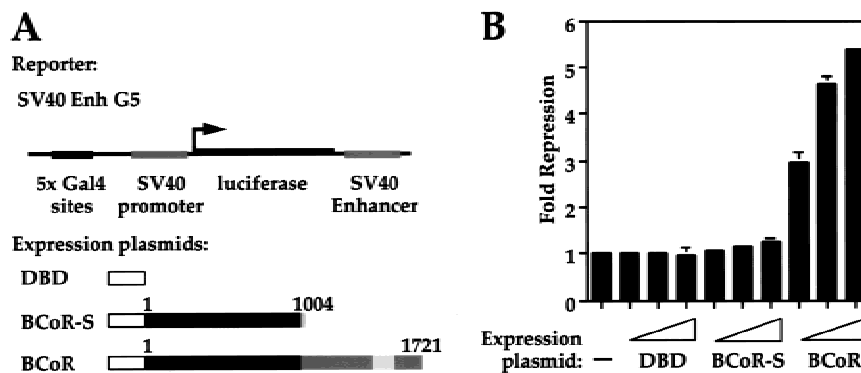 A
Reporter:
SV40 Enh G5
5x Gal4 sites
SV40 promoter
luciferase
SV40 Enhancer
Expression plasmids:
DBD
BCoR-S
1
1004
BCoR
1
1721
B
Fold Repression
6
5
4
3
2
1
0
Expression plasmid:
–
DBD
BCoR-S
BCoR